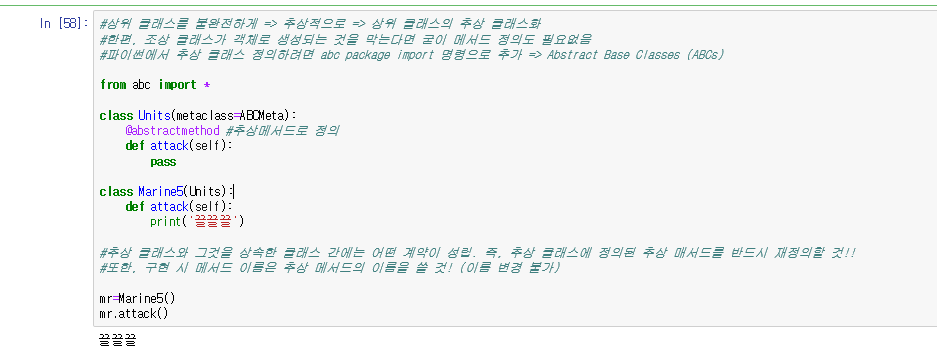 In [58]: #상위 클래스를 불완전하게 => 추상적으로 => 상위 클래스의 추상 클래스화
#한편, 조상 클래스가 객체로 생성되는 것을 막는다면 굳이 메서드 정의도 필요없음
#파이썬에서 추상 클래스 정의하려면 abc package import 명령으로 추가 => Abstract Base Classes (ABCs)
from abc import *
class Units(metaclass=ABCMeta):
@abstractmethod #추상메서드로 정의
def attack(self):
pass
class Marine5(Units):
def attack(self):
print('끌끌끌')
#추상 클래스와 그것을 상속한 클래스 간에는 어떤 계약이 성립. 즉, 추상 클래스에 정의된 추상 매서드를 반드시 재정의할 것!!
#또한, 구현 시 메서드 이름은 추상 메서드의 이름을 쓸 것! (이름 변경 불가)
mr=Marine5()
mr.attack()
끌끌끌